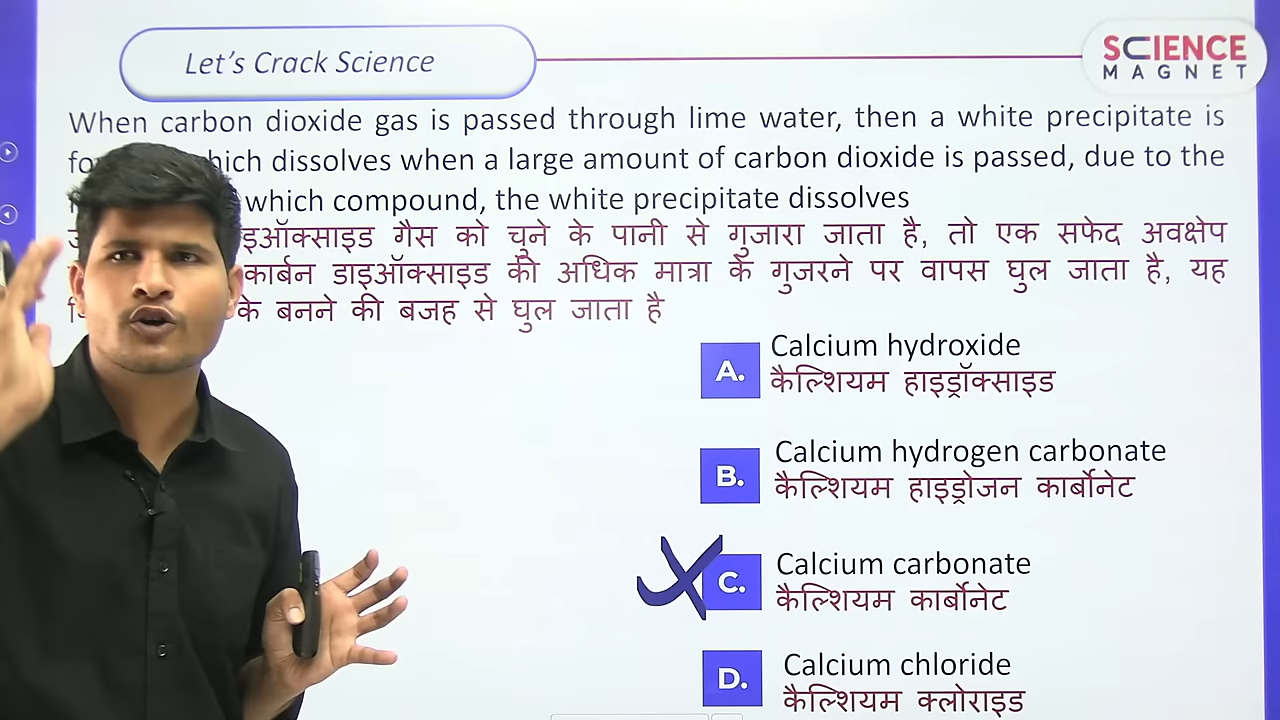 Let's Crack Science
SCIENCE
MAGNET
When carbon dioxide gas is passed through lime water, then a white precipitate is
dissolves when a large amount of carbon dioxide is passed, due to the
which compound, the white precipitate dissolves
गैस को चुने के पानी से गुजारा जाता है, तो एक सफेद अवक्षेप
कार्बन डाइऑक्साइड की अधिक मात्रा के गुजरने पर वापस घुल जाता है, यह
के बनने की बजह से घुल जाता है
A. Calcium hydroxide
कैल्शियम हाइड्रॉक्साइड
B. Calcium hydrogen carbonate
कैल्शियम हाइड्रोजन कार्बोनेट
C. Calcium carbonate
कैल्शियम कार्बोनेट
D. Calcium chloride
कैल्शियम क्लोराइड